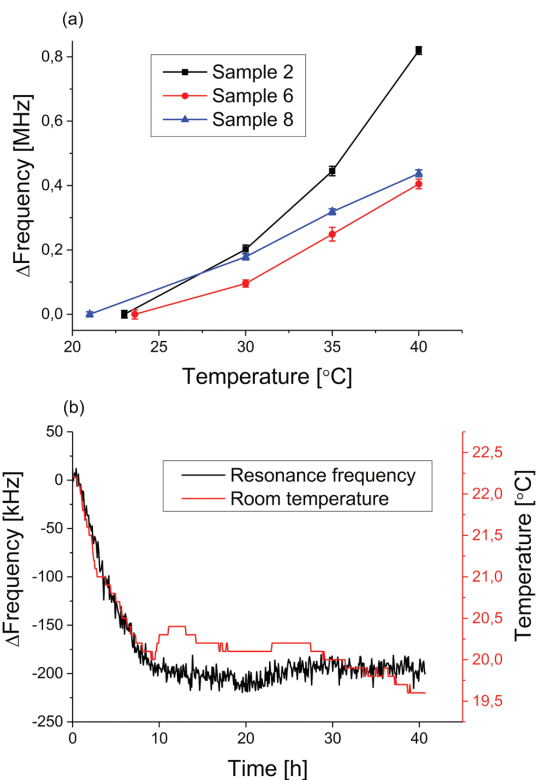 (a)
ΔFrequency [MHz]
0,8
0,6
0,4
0,2
0,0
Sample 2
Sample 6
Sample 8
20 25 30 35 40
Temperature [°C]
(b)
ΔFrequency [kHz]
50
0
-50
-100
-150
-200
-250
Resonance frequency
Room temperature
22,5
22,0
21,5
21,0
20,5
20,0
19,5
Temperature [°C]
0 10 20 30 40
Time [h]